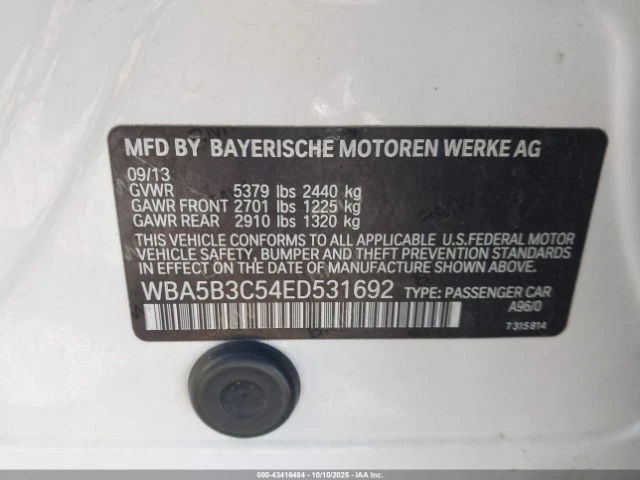 MFD BY BAYERISCHE MOTOREN WERKE AG
09/13
GVWR 5379 lbs 2440 kg
GAWR FRONT 2701 lbs 1225 kg
GAWR REAR 2910 lbs 1320 kg
THIS VEHICLE CONFORMS TO ALL APPLICABLE U.S.FEDERAL MOTOR
VEHICLE SAFETY, BUMPER AND THEFT PREVENTION STANDARDS
IN EFFECT ON THE DATE OF MANUFACTURE SHOWN ABOVE.
WBA5B3C54ED531692 TYPE: PASSENGER CAR
A96/0
7315814
000-43416484 - 10/10/2025 - IAAI Customer